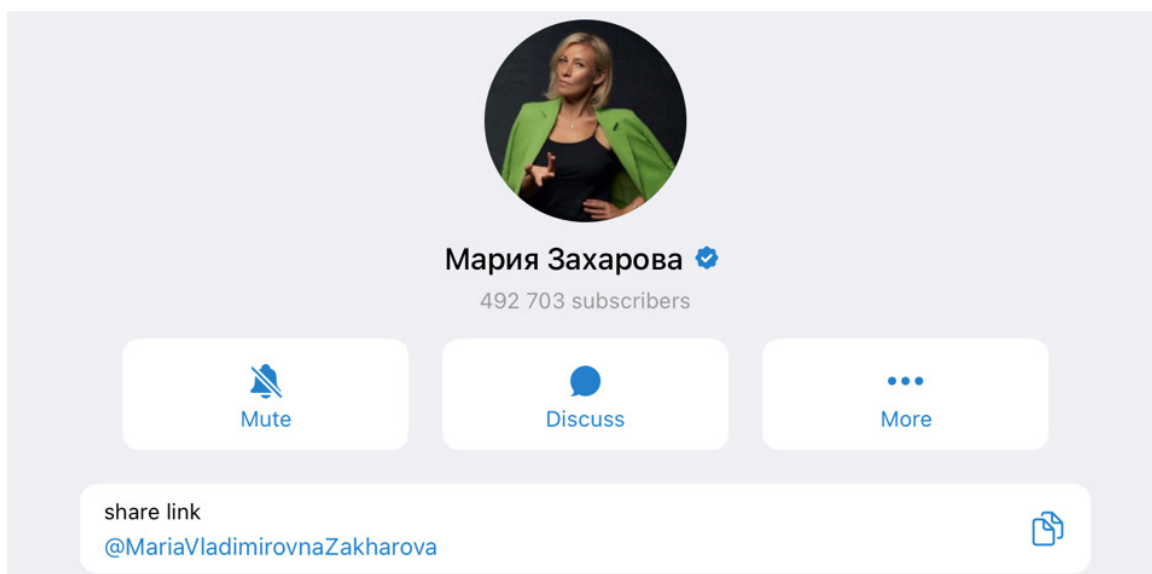 Мария Захарова
492 703 subscribers
Mute
Discuss
More
share link
@MariaVladimirovnaZakharova